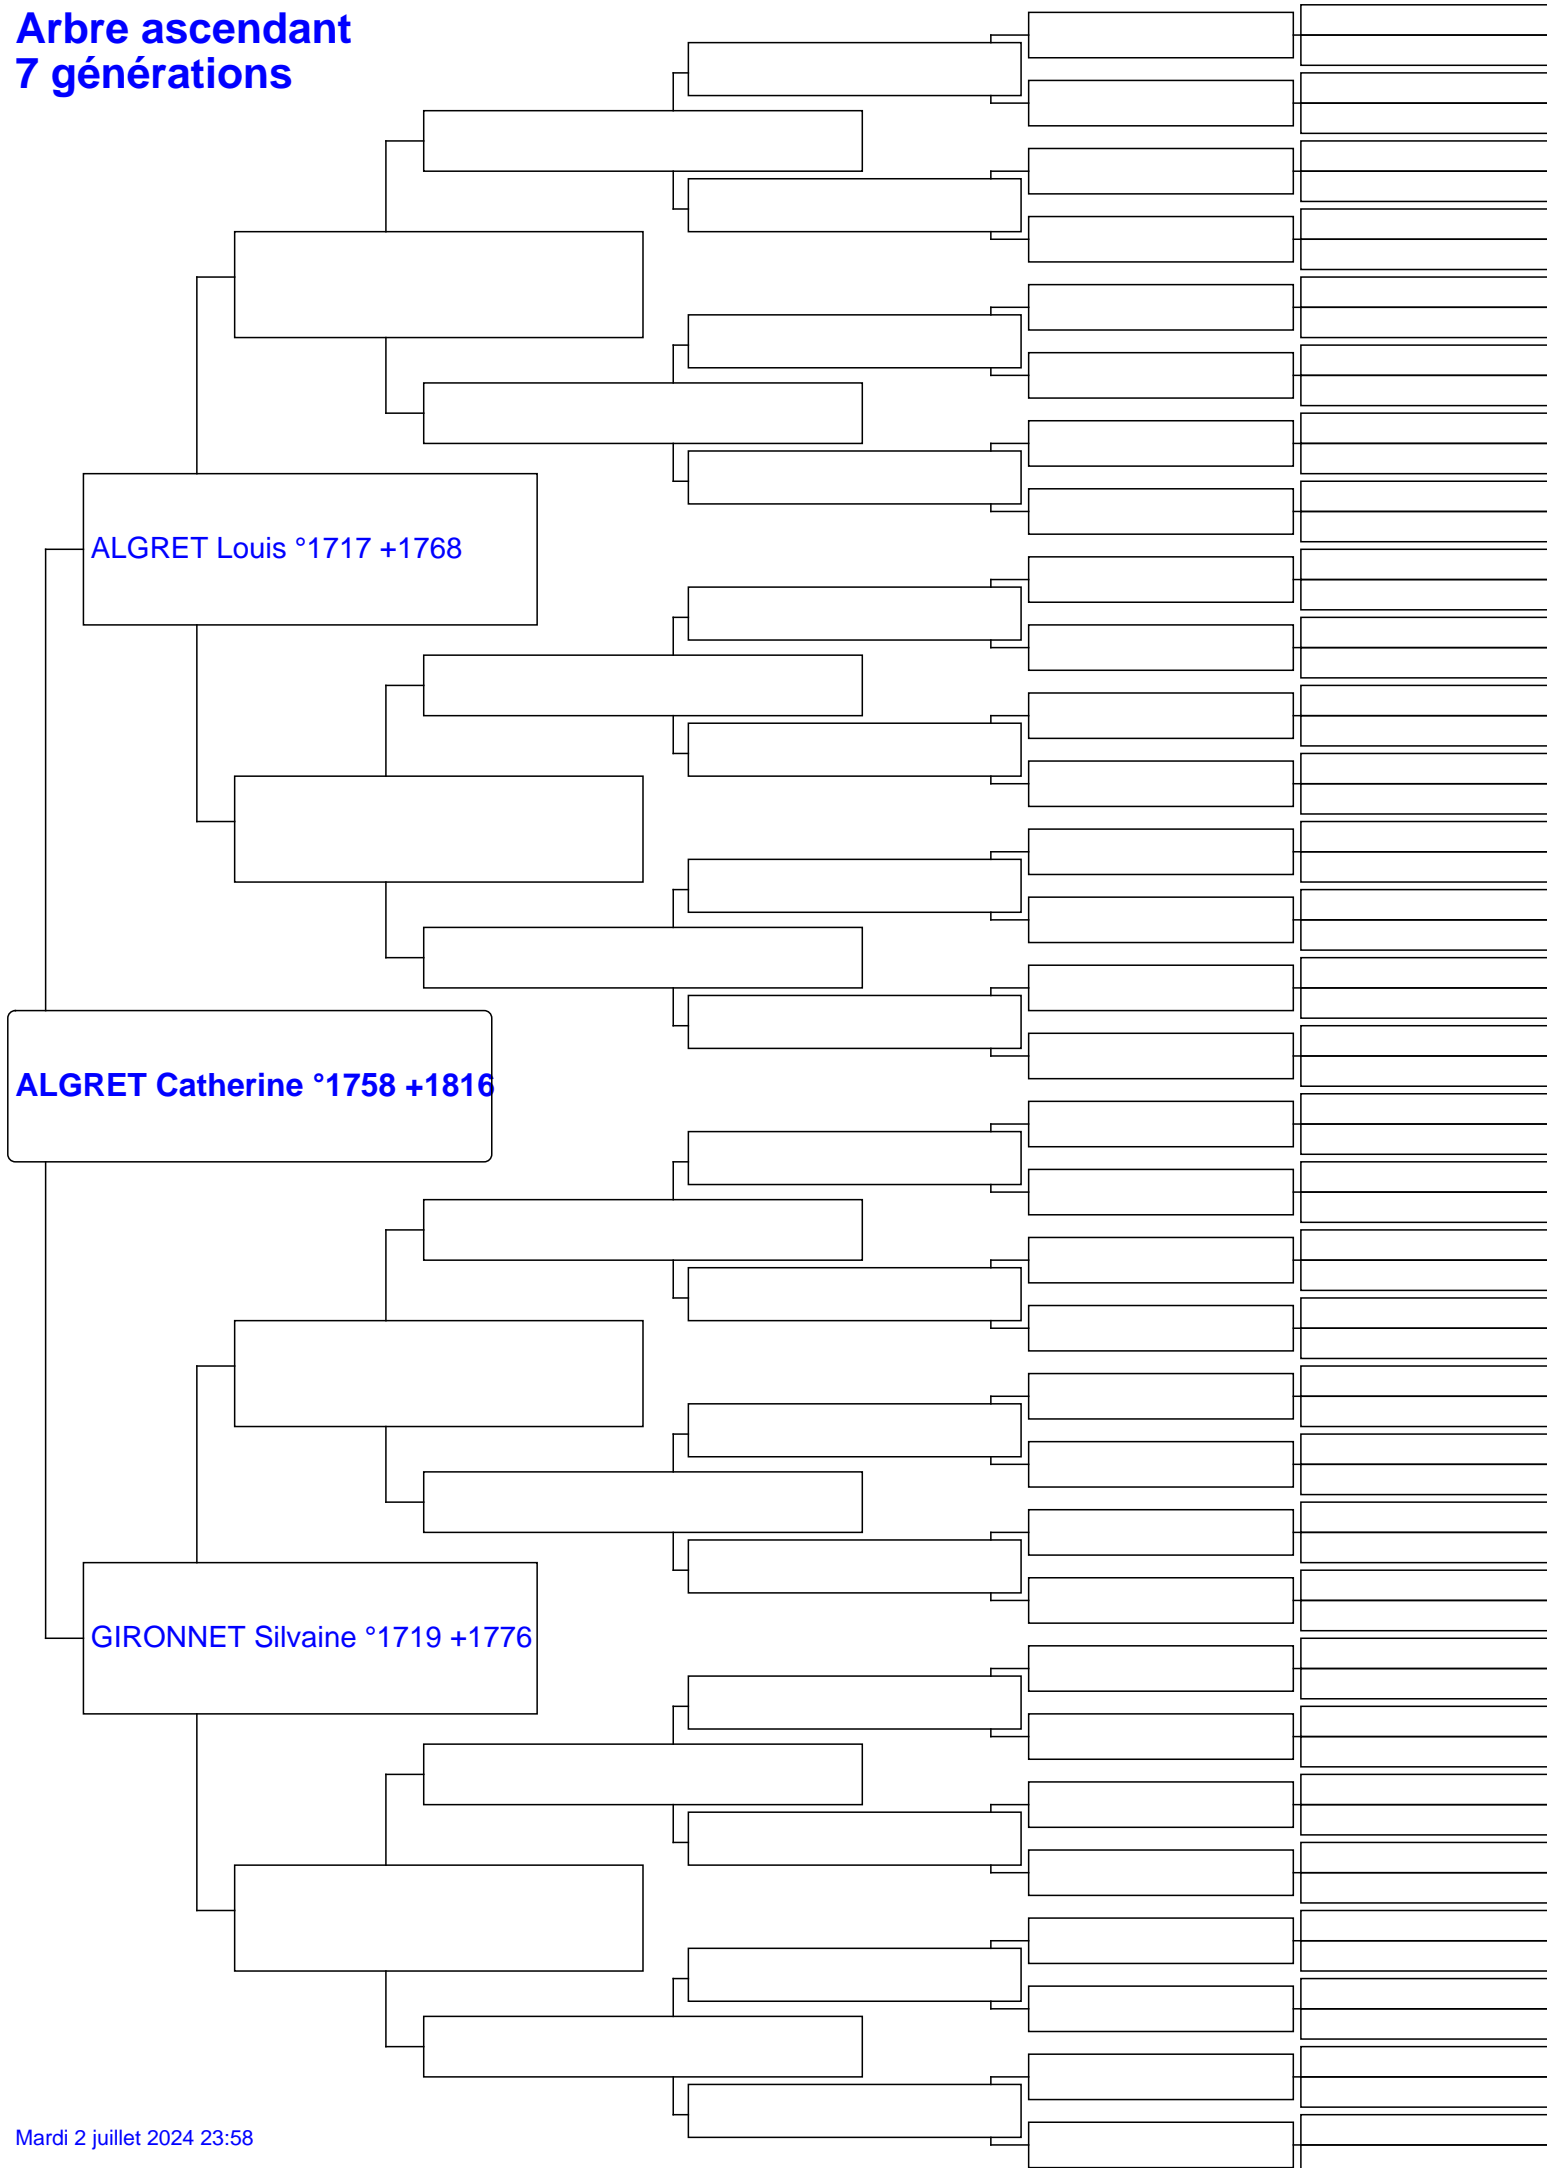 Arbre ascendant
7 générations
ALGRET Louis °1717 +1768
ALGRET Catherine °1758 +1816
GIRONNET Silvaine °1719 +1776
Mardi 2 juillet 2024 23:58